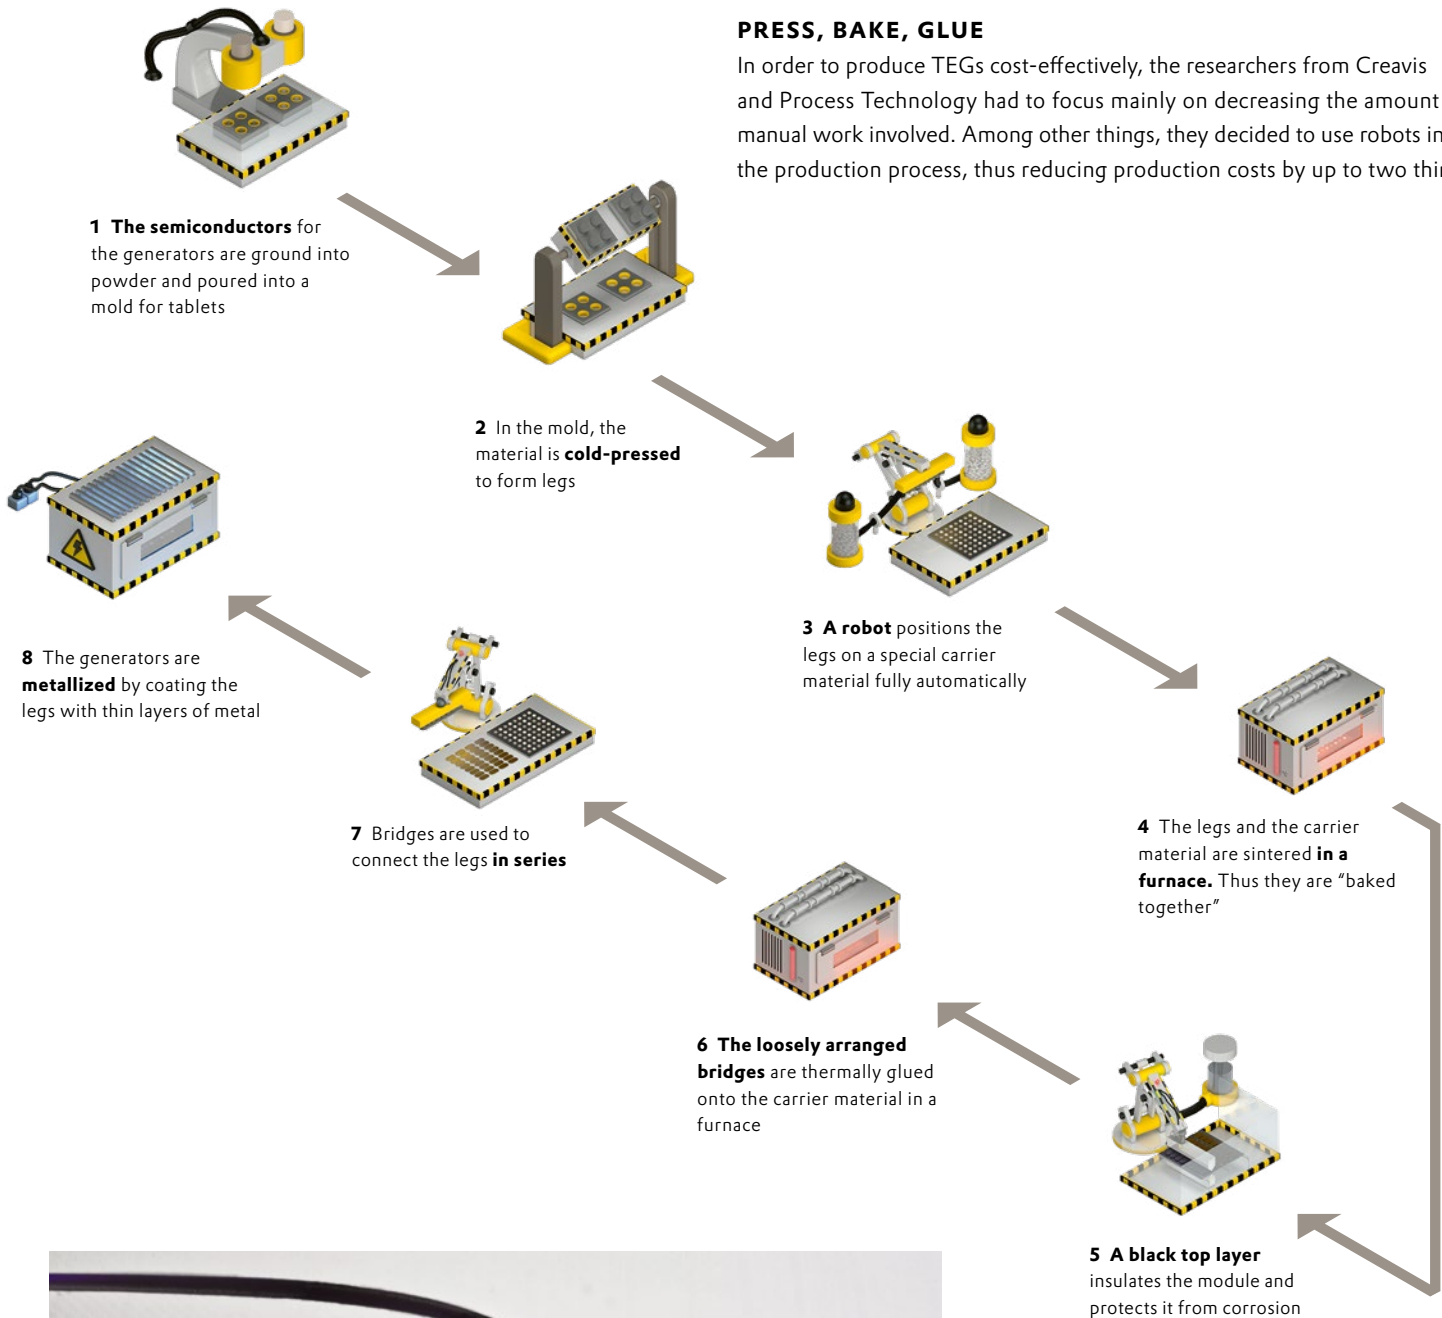 PRESS, BAKE, GLUE
In order to produce TEGs cost-effectively, the researchers from Creavis
and Process Technology had to focus mainly on decreasing the amount
manual work involved. Among other things, they decided to use robots in
the production process, thus reducing production costs by up to two
1 The semiconductors for
the generators are ground into
powder and poured into a
mold for tablets
2 In the mold, the
material is cold-pressed
to form legs
3 A robot positions the
legs on a special carrier
material fully automatically
4 The legs and the carrier
material are sintered in a
furnace. Thus they are “baked
together”
5 A black top layer
insulates the module and
protects it from corrosion
6 The loosely arranged
bridges are thermally glued
onto the carrier material in a
furnace
7 Bridges are used to
connect the legs in series
8 The generators are
metallized by coating the
legs with thin layers of metal